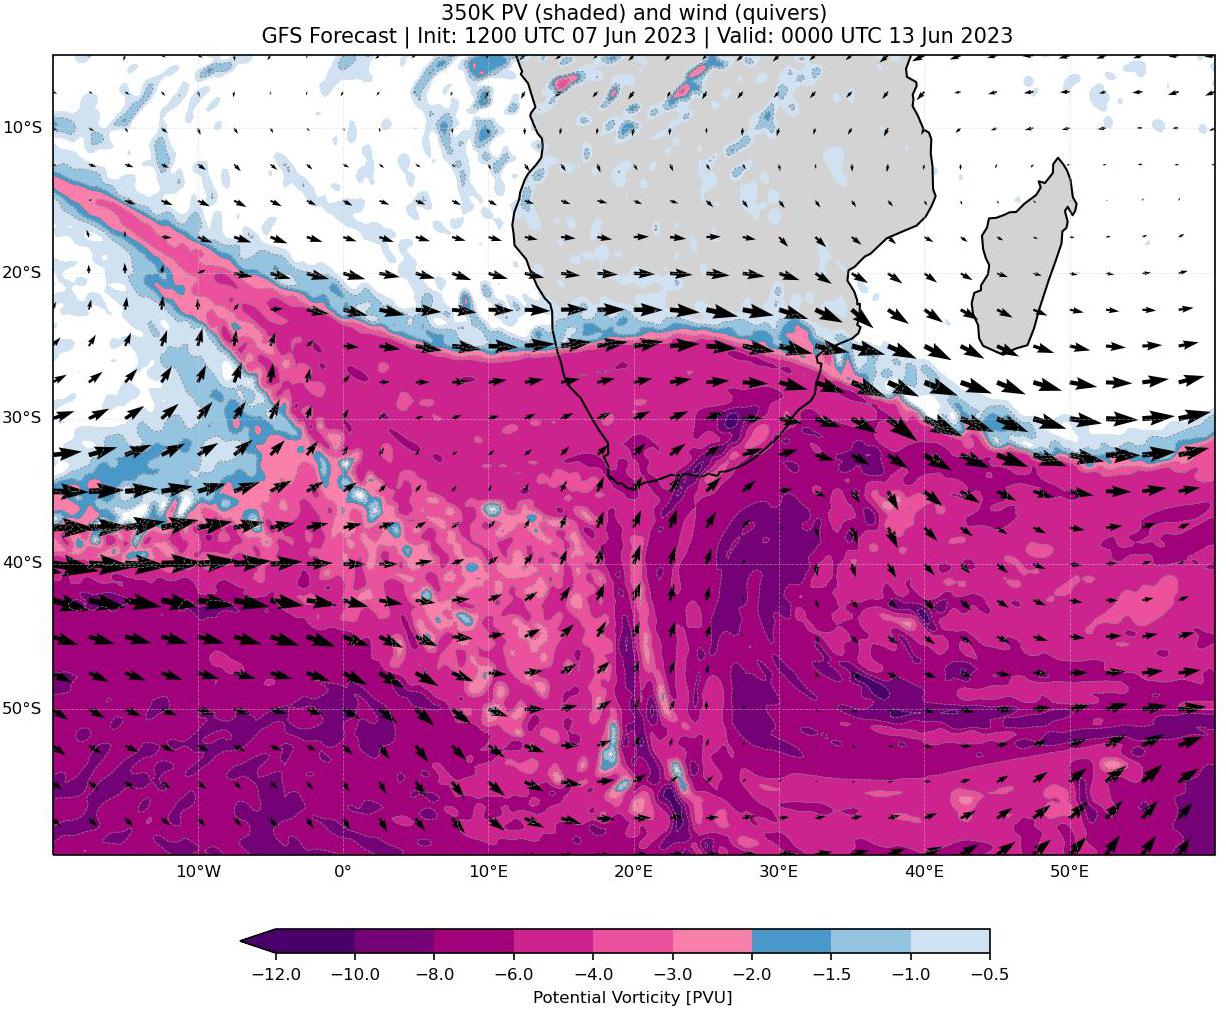 350K PV (shaded) and wind (quivers)
GFS Forecast | Init: 1200 UTC 07 Jun 2023 | Valid: 0000 UTC 13 Jun 2023
10°S
20°S
30°S
40°S
50°S
10°W 0° 10°E 20°E 30°E 40°E 50°E
−12.0 −10.0 −8.0 −6.0 −4.0 −3.0 −2.0 −1.5 −1.0 −0.5
Potential Vorticity [PVU]